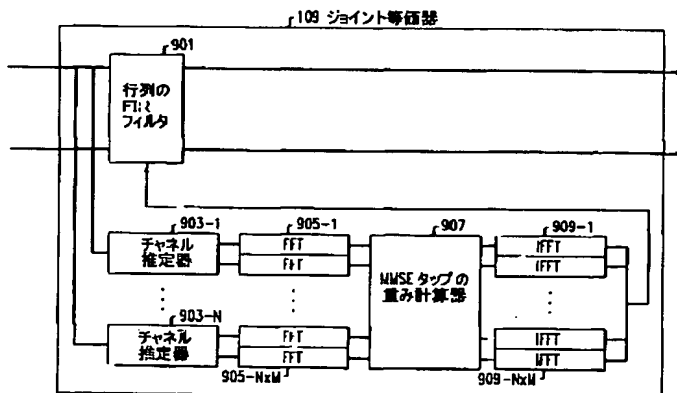 109 ジョイント等価器
901
行列の
FIR
フィルタ
903-1
905-1
907
909-1
チャネル
推定器
FFT
FFT
MMSE タップの
重み計算器
IFFT
IFFT
903-N
チャネル
推定器
FFT
FFT
IFFT
IFFT
905-NxM
909-NxM